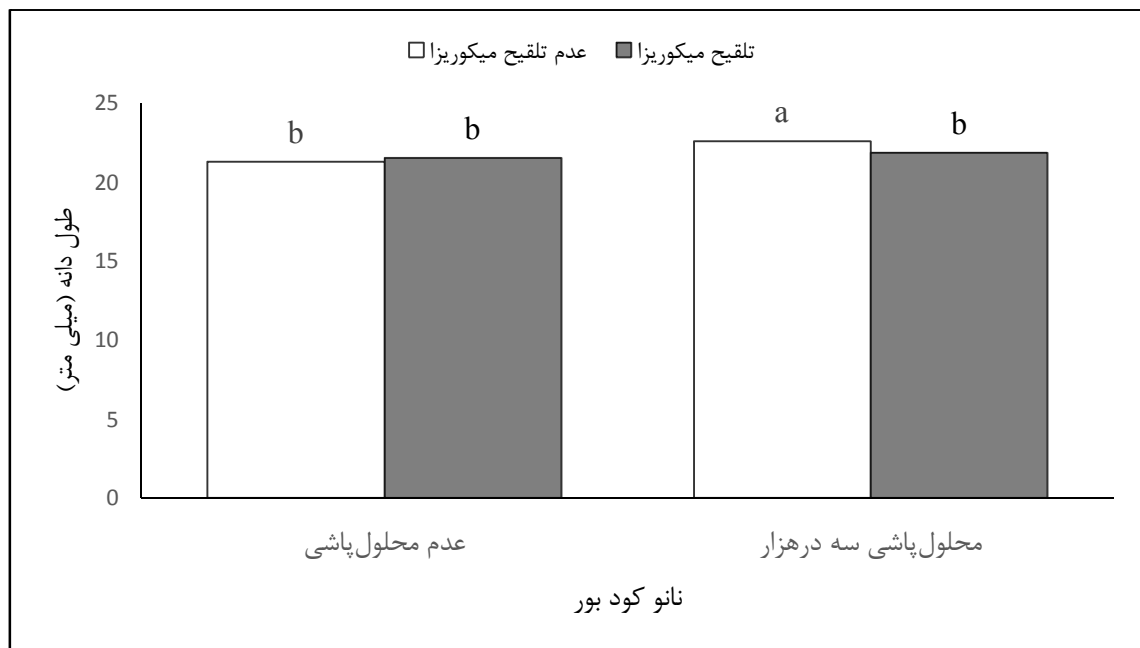 عدم تلقیح میکوریزا تلقیح میکوریزا
طول دانه (میلی متر)
25
20
15
10
5
0
b b a b
عدم محلول‌پاشی محلول‌پاشی سه درهزار
نانو کود بور